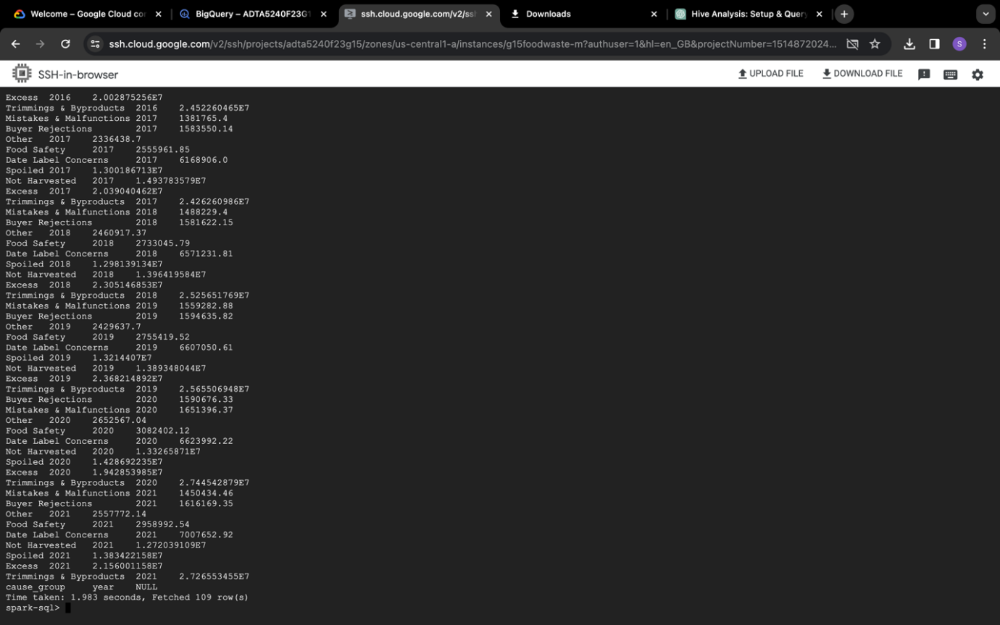 Welcome – Google Cloud co
BigQuery – ADTA5240F23G1
ssh.cloud.google.com/v2/ssh
Downloads
Hive Analysis: Setup & Query
ssh.cloud.google.com/v2/ssh/projects/adta5240f23g15/zones/us-central1-a/instances/g15foodwaste-m?authuser=1&hl=en_GB&projectNumber=1514872024...
S
SSH-in-browser
UPLOAD FILE
DOWNLOAD FILE
Excess 2016 2.002875256E7
Trimmings & Byproducts 2016 2.452260465E7
Mistakes & Malfunctions 2017 1381765.4
Buyer Rejections 2017 1583550.14
Other 2017 2336438.7
Food Safety 2017 2555961.85
Date Label Concerns 2017 6168906.0
Spoiled 2017 1.300186713E7
Not Harvested 2017 1.493783579E7
Excess 2017 2.039040462E7
Trimmings & Byproducts 2017 2.426260986E7
Mistakes & Malfunctions 2018 1488229.4
Buyer Rejections 2018 1581622.15
Other 2018 2460917.37
Food Safety 2018 2733045.79
Date Label Concerns 2018 6571231.81
Spoiled 2018 1.298139134E7
Not Harvested 2018 1.396419584E7
Excess 2018 2.305146853E7
Trimmings & Byproducts 2018 2.525651769E7
Mistakes & Malfunctions 2019 1559282.88
Buyer Rejections 2019 1594635.82
Other 2019 2429637.7
Food Safety 2019 2755419.52
Date Label Concerns 2019 6607050.61
Spoiled 2019 1.3214407E7
Not Harvested 2019 1.389348044E7
Excess 2019 2.368214892E7
Trimmings & Byproducts 2019 2.565506948E7
Buyer Rejections 2020 1590676.33
Mistakes & Malfunctions 2020 1651396.37
Other 2020 2652567.04
Food Safety 2020 3082402.12
Date Label Concerns 2020 6623992.22
Not Harvested 2020 1.33265871E7
Spoiled 2020 1.428692235E7
Excess 2020 1.942853985E7
Trimmings & Byproducts 2020 2.744542879E7
Mistakes & Malfunctions 2021 1450434.46
Buyer Rejections 2021 1616169.35
Other 2021 2557772.14
Food Safety 2021 2958992.54
Date Label Concerns 2021 7007652.92
Not Harvested 2021 1.272039109E7
Spoiled 2021 1.383422158E7
Excess 2021 2.156001158E7
Trimmings & Byproducts 2021 2.726553455E7
cause_group year NULL
Time taken: 1.983 seconds, Fetched 109 row(s)
spark-sql>